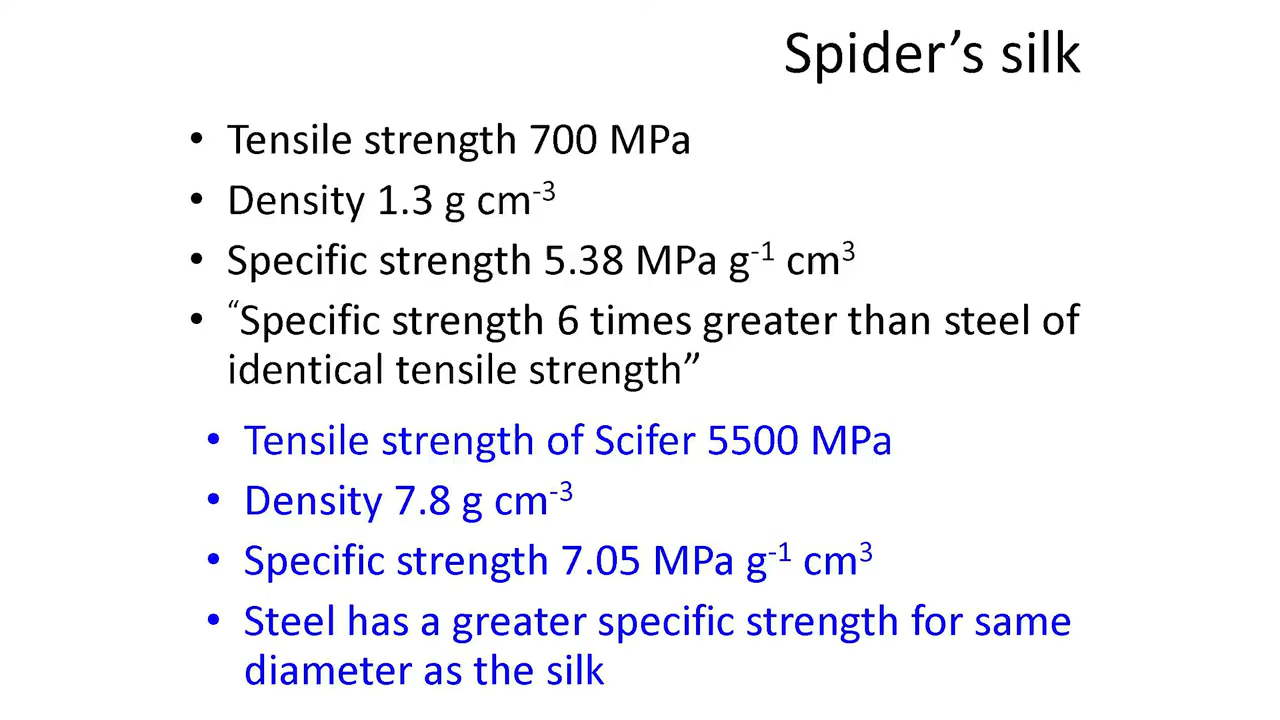 Spider’s silk
• Tensile strength 700 MPa
• Density 1.3 g cm⁻³
• Specific strength 5.38 MPa g⁻¹ cm³
• “Specific strength 6 times greater than steel of
identical tensile strength”
• Tensile strength of Scifer 5500 MPa
• Density 7.8 g cm⁻³
• Specific strength 7.05 MPa g⁻¹ cm³
• Steel has a greater specific strength for same
diameter as the silk